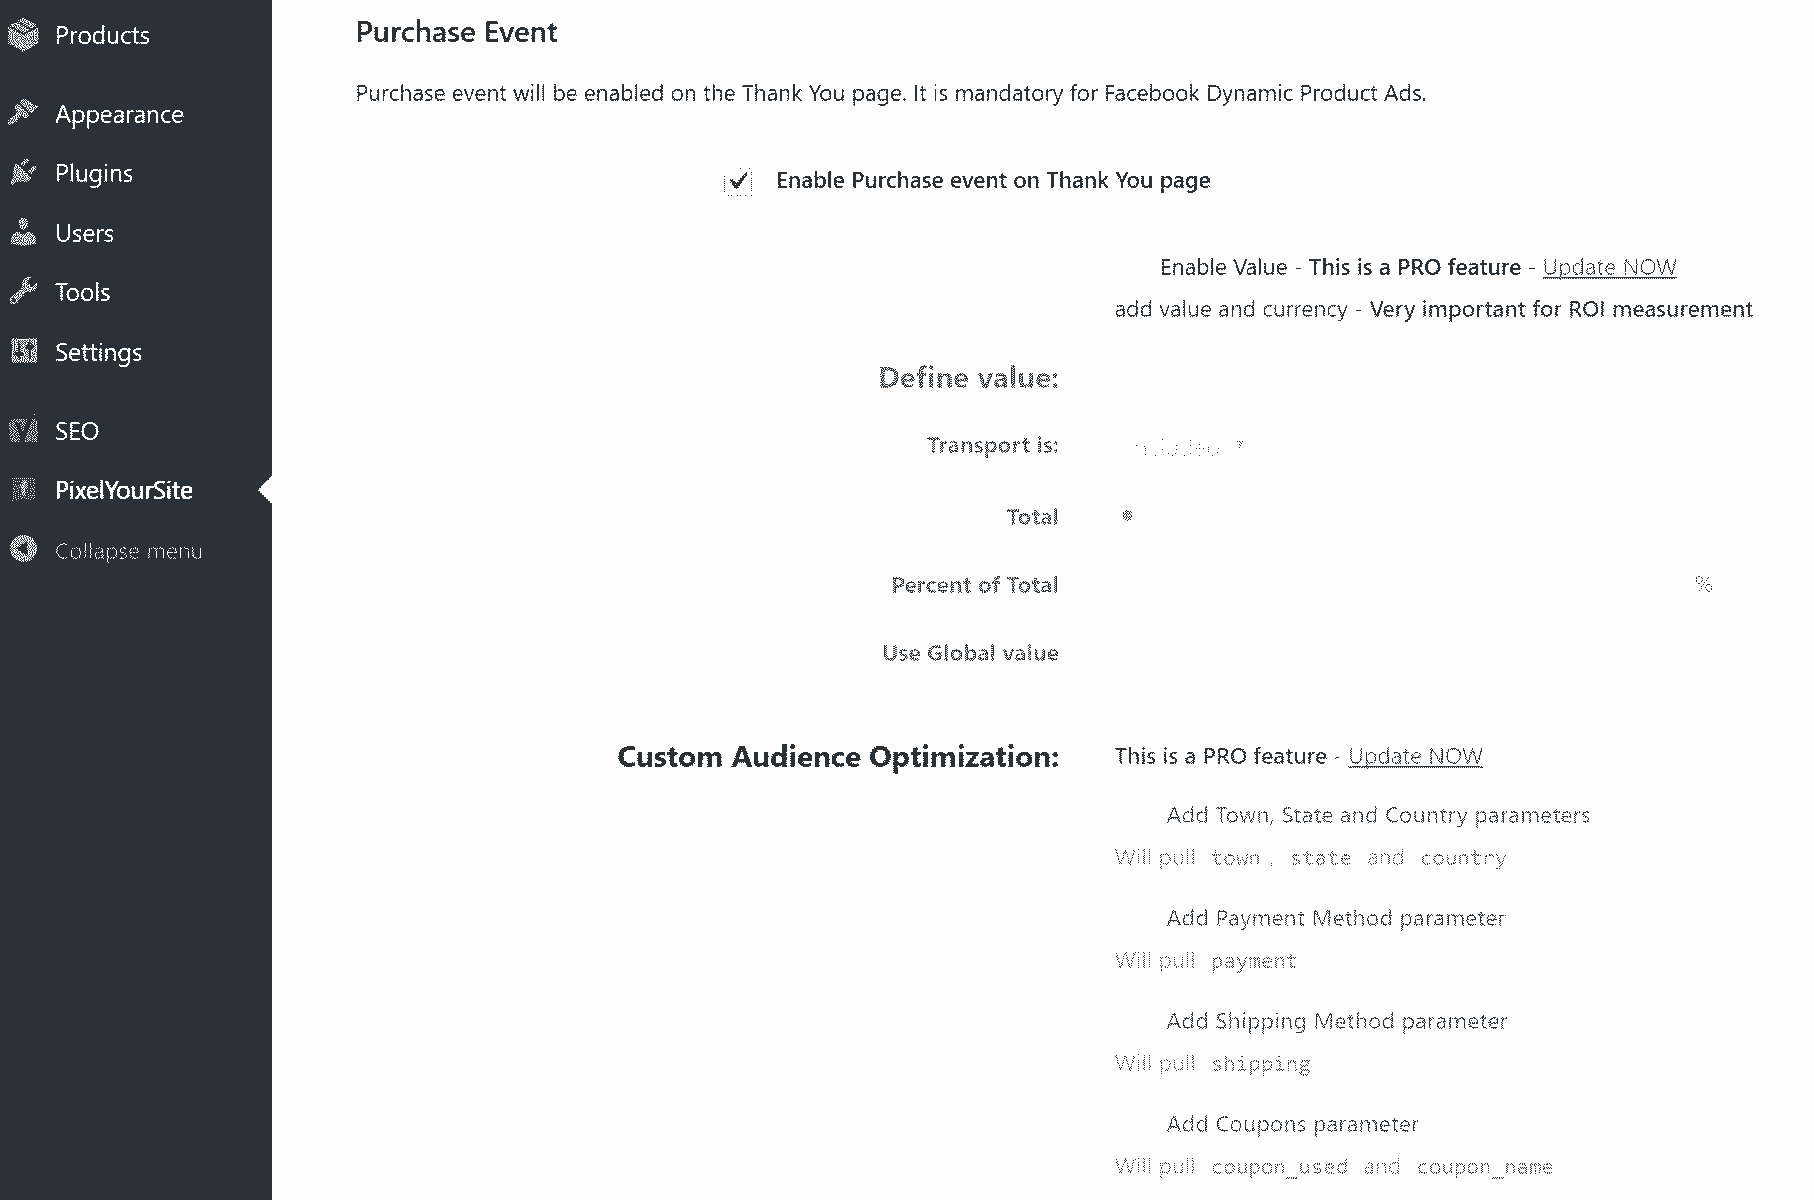 Products
Appearance
Plugins
Users
Tools
Settings
SEO
PixelYourSite
Collapse menu
Purchase Event
Purchase event will be enabled on the Thank You page. It is mandatory for Facebook Dynamic Product Ads.
Enable Purchase event on Thank You page
Enable Value - This is a PRO feature - Update NOW
add value and currency - Very important for ROI measurement
Define value:
Transport is:
Total
Percent of Total %
Use Global value
Custom Audience Optimization: This is a PRO feature - Update NOW
Add Town, State and Country parameters
Will pull town, state and country
Add Payment Method parameter
Will pull payment
Add Shipping Method parameter
Will pull shipping
Add Coupons parameter
Will pull coupon_used and coupon_name